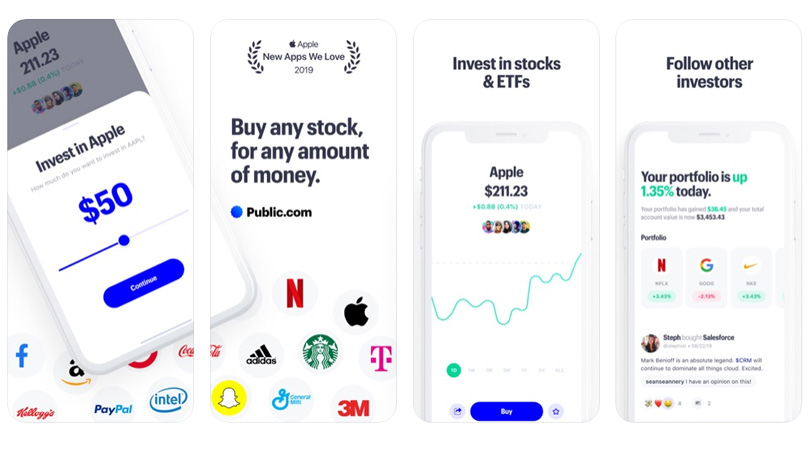 Apple
211.23
+$0.88 (0.4%) TODAY
Invest in Apple
How much do you want to invest in AAPL?
$50
Continue
Coca
Kellogg's
PayPal
intel
Apple
New Apps We Love
2019
Buy any stock,
for any amount
of money.
Public.com
N
adidas
T
General
Mills
3M
Invest in stocks
& ETFs
Apple
$211.23
+$0.88 (0.4%) TODAY
1D
ALL
Buy
Follow other
investors
Your portfolio is up
1.35% today.
Your portfolio has gained $36.45 and your total
account value is now $3,453.43
Portfolio
N
G
NFLX
GOOG
NKE
+3.43%
-2.13%
+3.43%
Steph bought Salesforce
Mark Benioff is an absolute legend. $CRM will
continue to dominate all things cloud. Excited.
seanseannery I have an opinion on this!
4
2